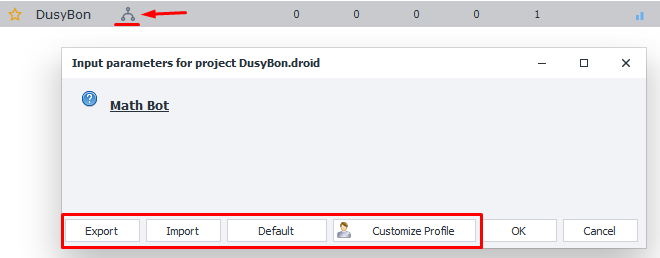 DusyBon 0 0 0 0 1
Input parameters for project DusyBon.droid
Math Bot
Export Import Default Customize Profile OK Cancel